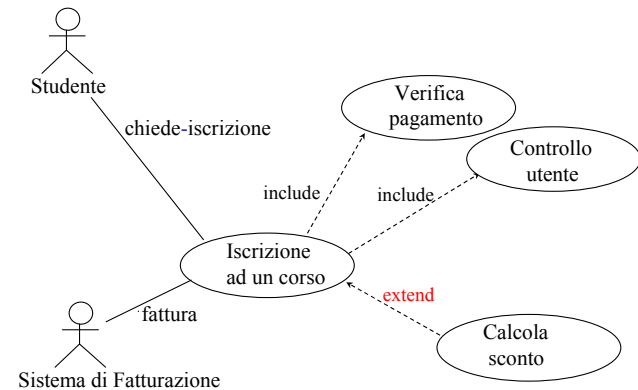 Studente
Verifica
pagamento
chiede-iscrizione
Controllo
utente
include
include
Iscrizione
ad un corso
extend
fattura
Calcola
sconto
Sistema di Fatturazione